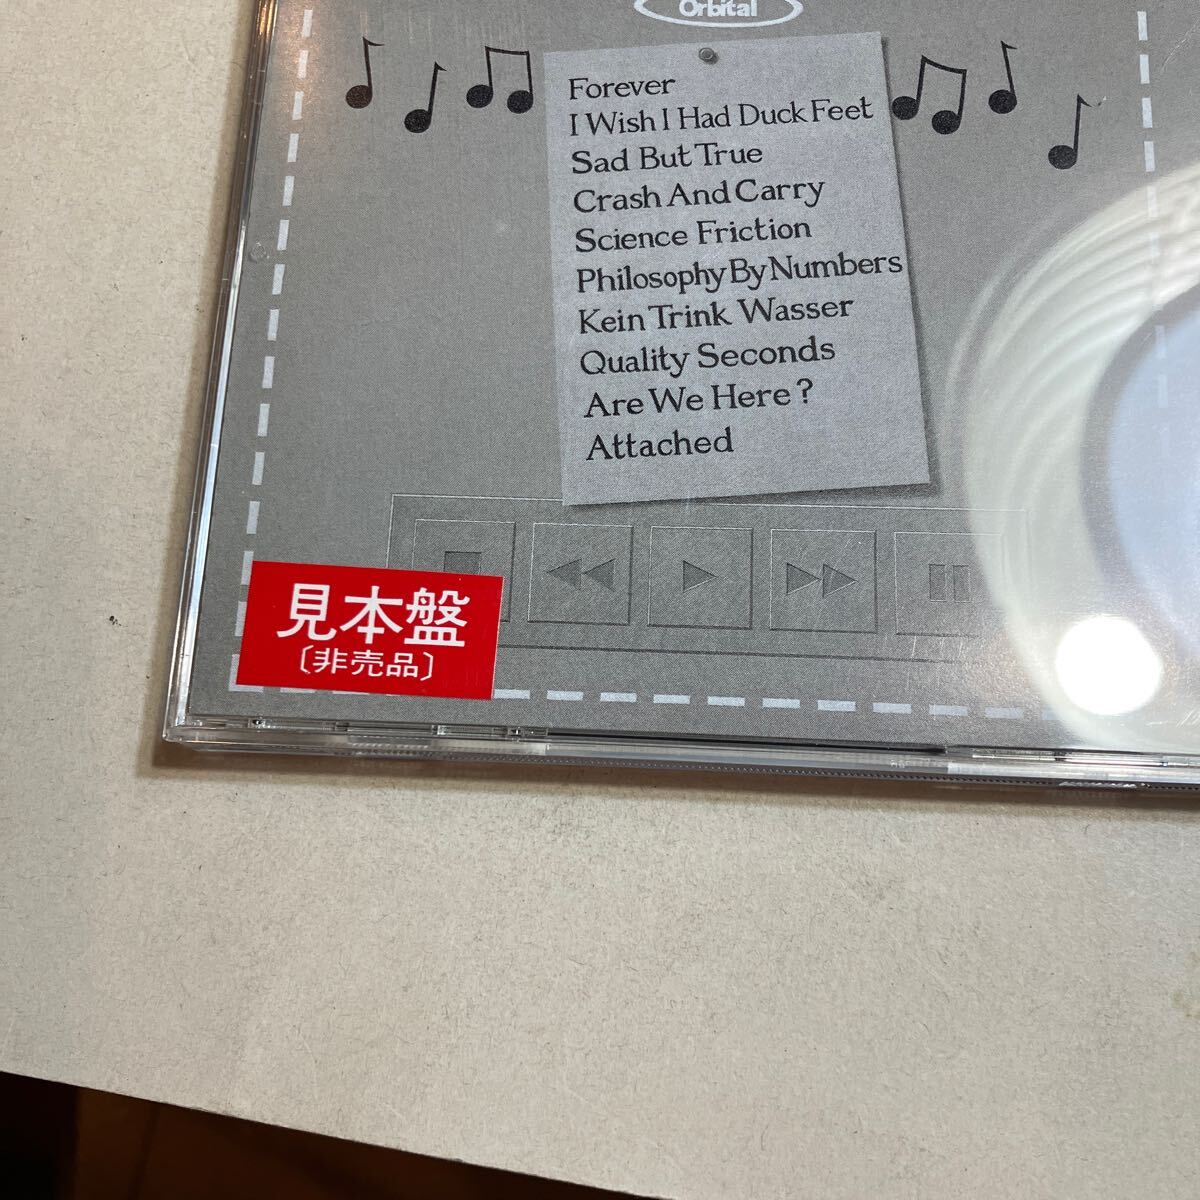 Orbital
Forever
I Wish I Had Duck Feet
Sad But True
Crash And Carry
Science Friction
Philosophy By Numbers
Kein Trink Wasser
Quality Seconds
Are We Here?
Attached
見本盤
〔非売品〕